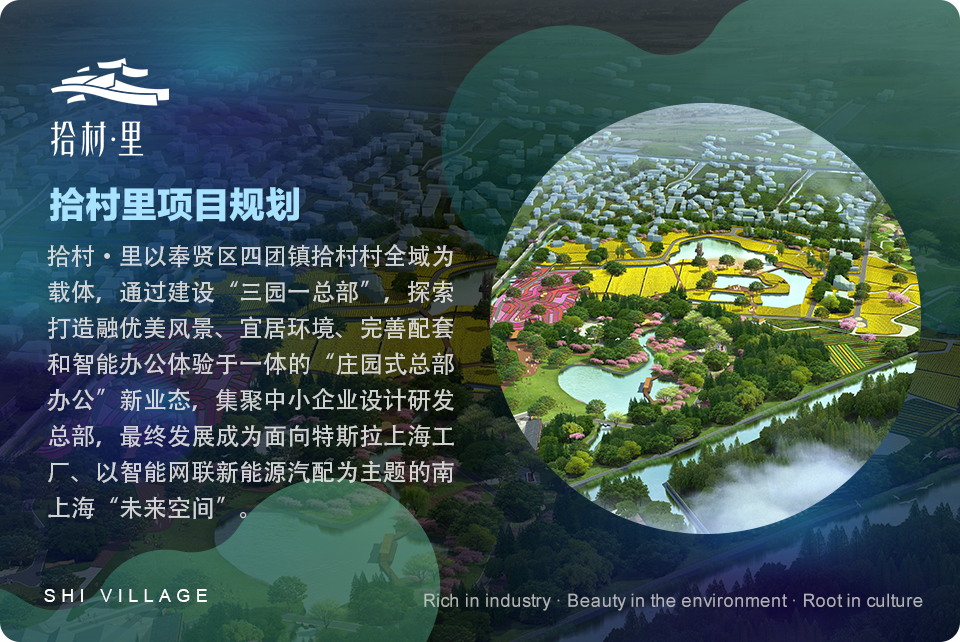 拾村·里
拾村里项目规划
拾村·里以奉贤区四团镇拾村村全域为
载体，通过建设“三园一总部”，探索
打造融优美风景、宜居环境、完善配套
和智能办公体验于一体的“庄园式总部
办公”新业态，集聚中小企业设计研发
总部，最终发展成为面向特斯拉上海工
厂、以智能网联新能源汽配为主题的南
上海“未来空间”。
SHI VILLAGE
Rich in industry · Beauty in the environment · Root in culture